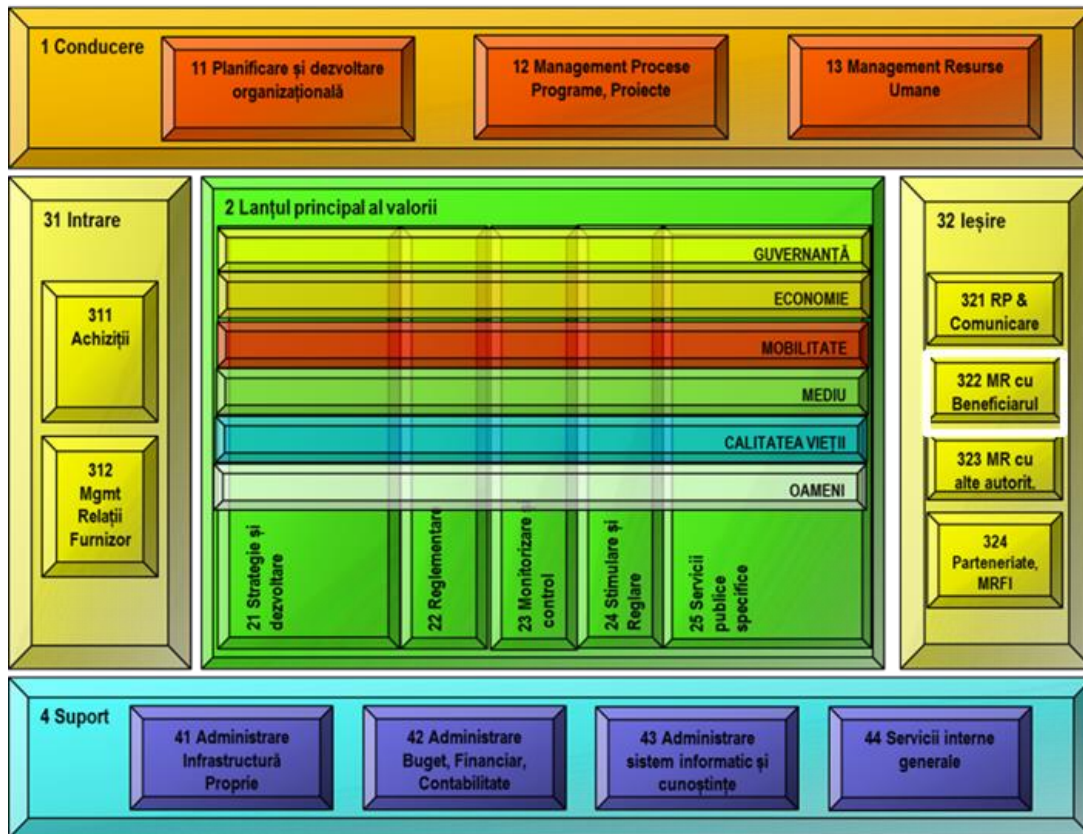 1 Conducere
11 Planificare și dezvoltare
organizațională
12 Management Procese
Programe, Proiecte
13 Management Resurse
Umane
31 Intrare
311
Achiziții
312
Mgmt
Relații
Furnizor
2 Lanțul principal al valorii
GUVERNANȚĂ
ECONOMIE
MOBILITATE
MEDIU
CALITATEA VIEȚII
OAMENI
21 Strategie și
dezvoltare
22 Reglementare
23 Monitorizare
control
24 Stimulare și
Reglare
25 Servicii
publice
specifice
32 Ieșire
321 RP &
Comunicare
322 MR cu
Beneficiarul
323 MR cu
alte autorit.
324
Parteneriate,
MRFI
4 Suport
41 Administrare
Infrastructură
Proprie
42 Administrare
Buget, Financiar,
Contabilitate
43 Administrare
sistem informatic și
cunoștințe
44 Servicii interne
generale